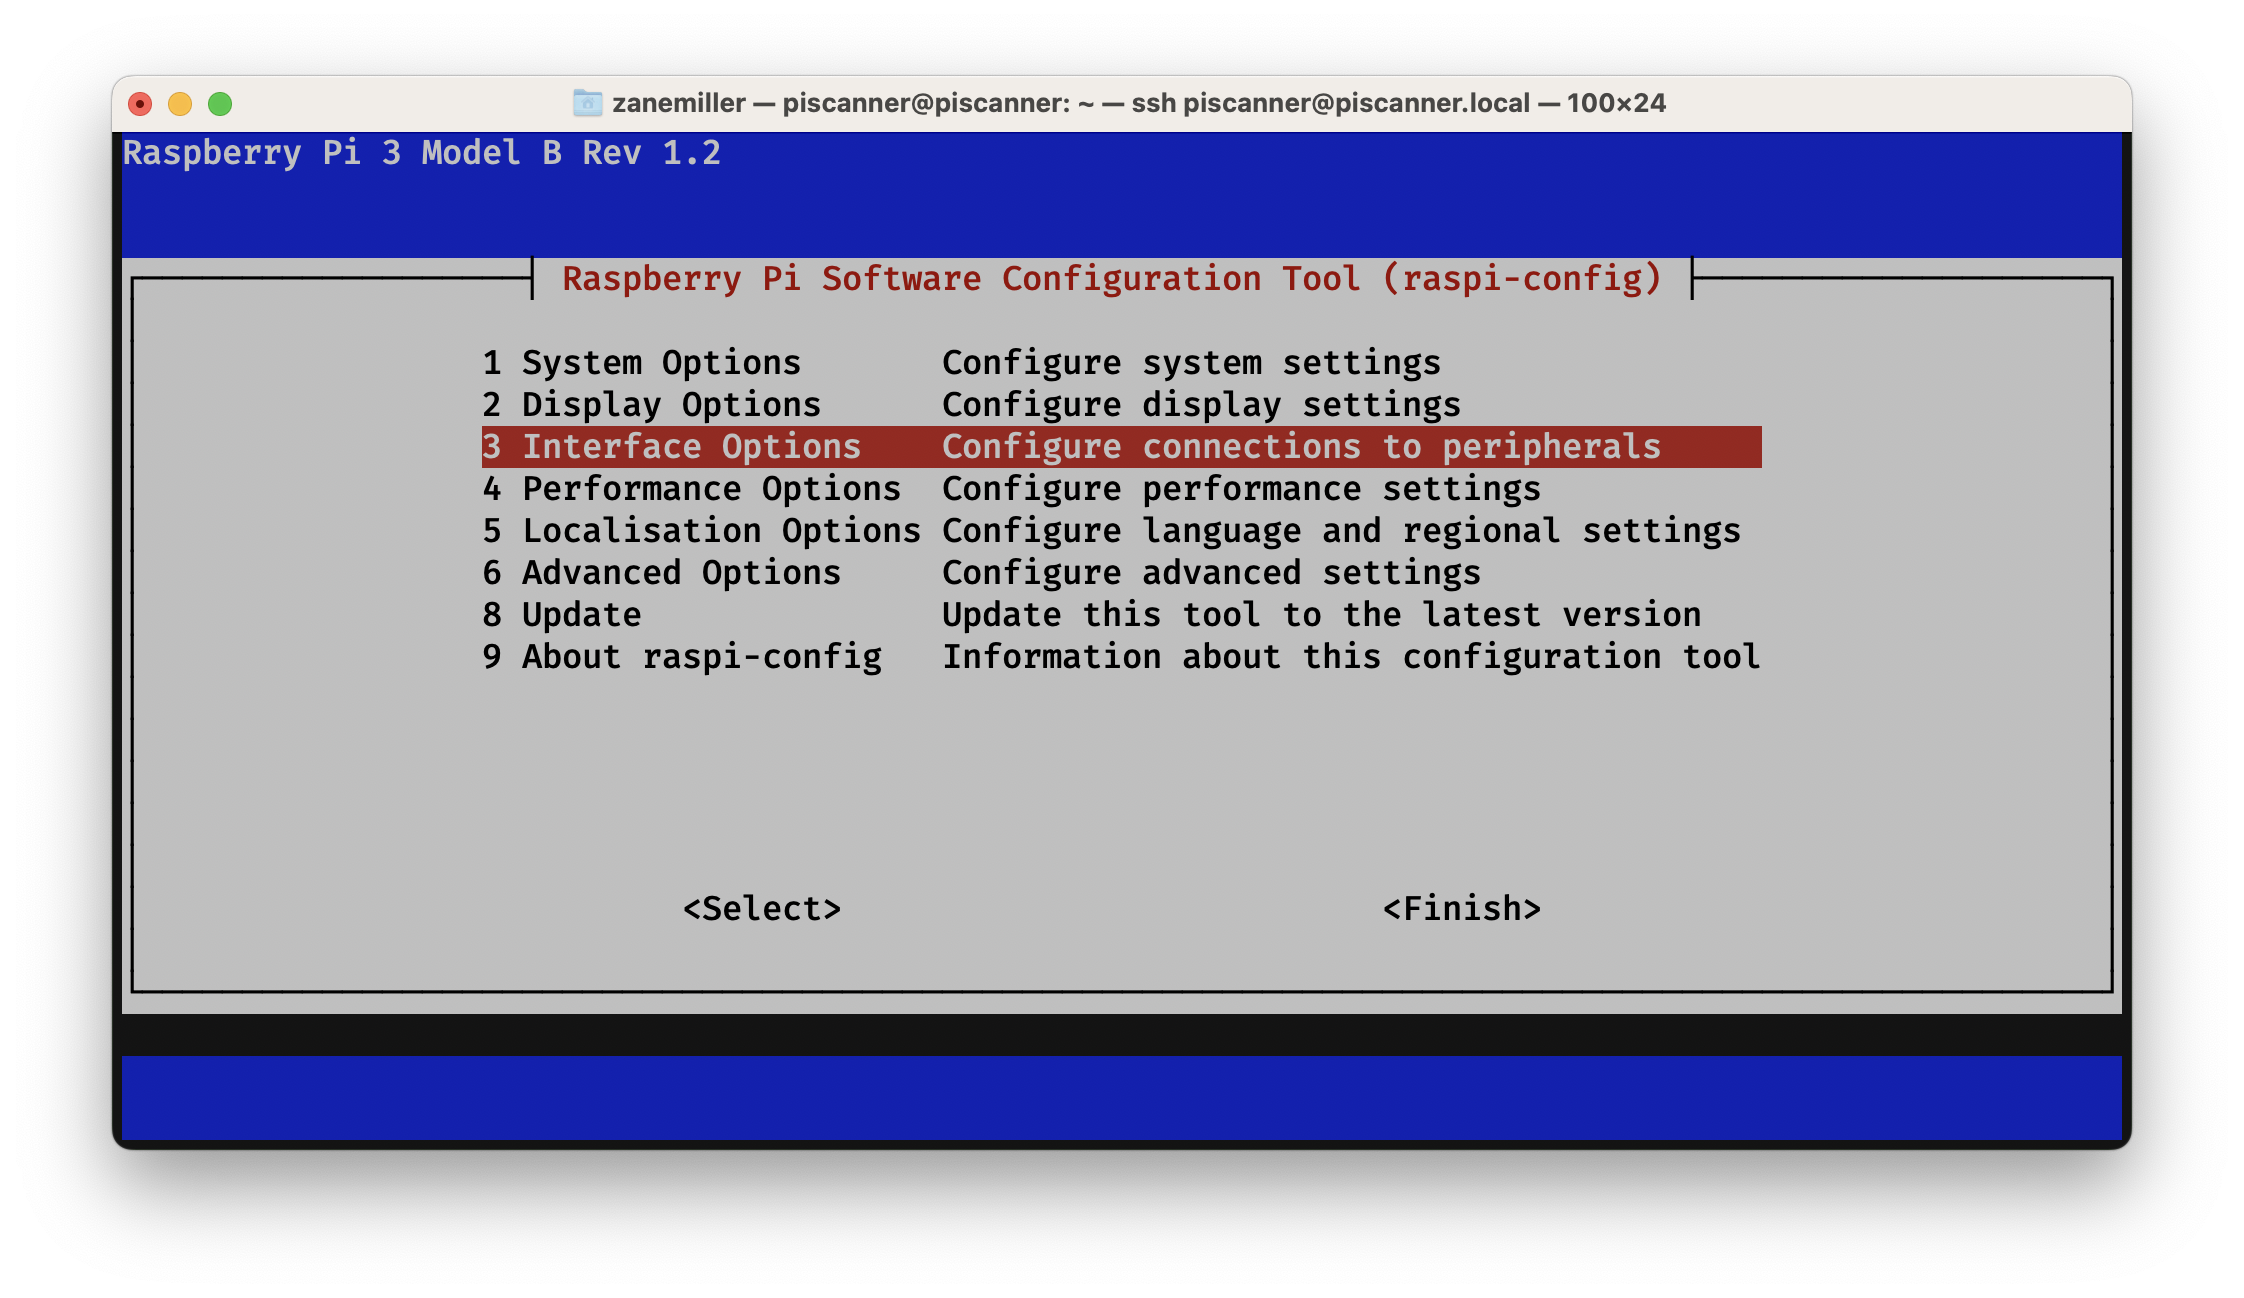 zanemiller — piscanner@piscanner: ~ — ssh piscanner@piscanner.local — 100×24
Raspberry Pi 3 Model B Rev 1.2
Raspberry Pi Software Configuration Tool (raspi-config)
1 System Options Configure system settings
2 Display Options Configure display settings
3 Interface Options Configure connections to peripherals
4 Performance Options Configure performance settings
5 Localisation Options Configure language and regional settings
6 Advanced Options Configure advanced settings
8 Update Update this tool to the latest version
9 About raspi-config Information about this configuration tool
<Select> <Finish>